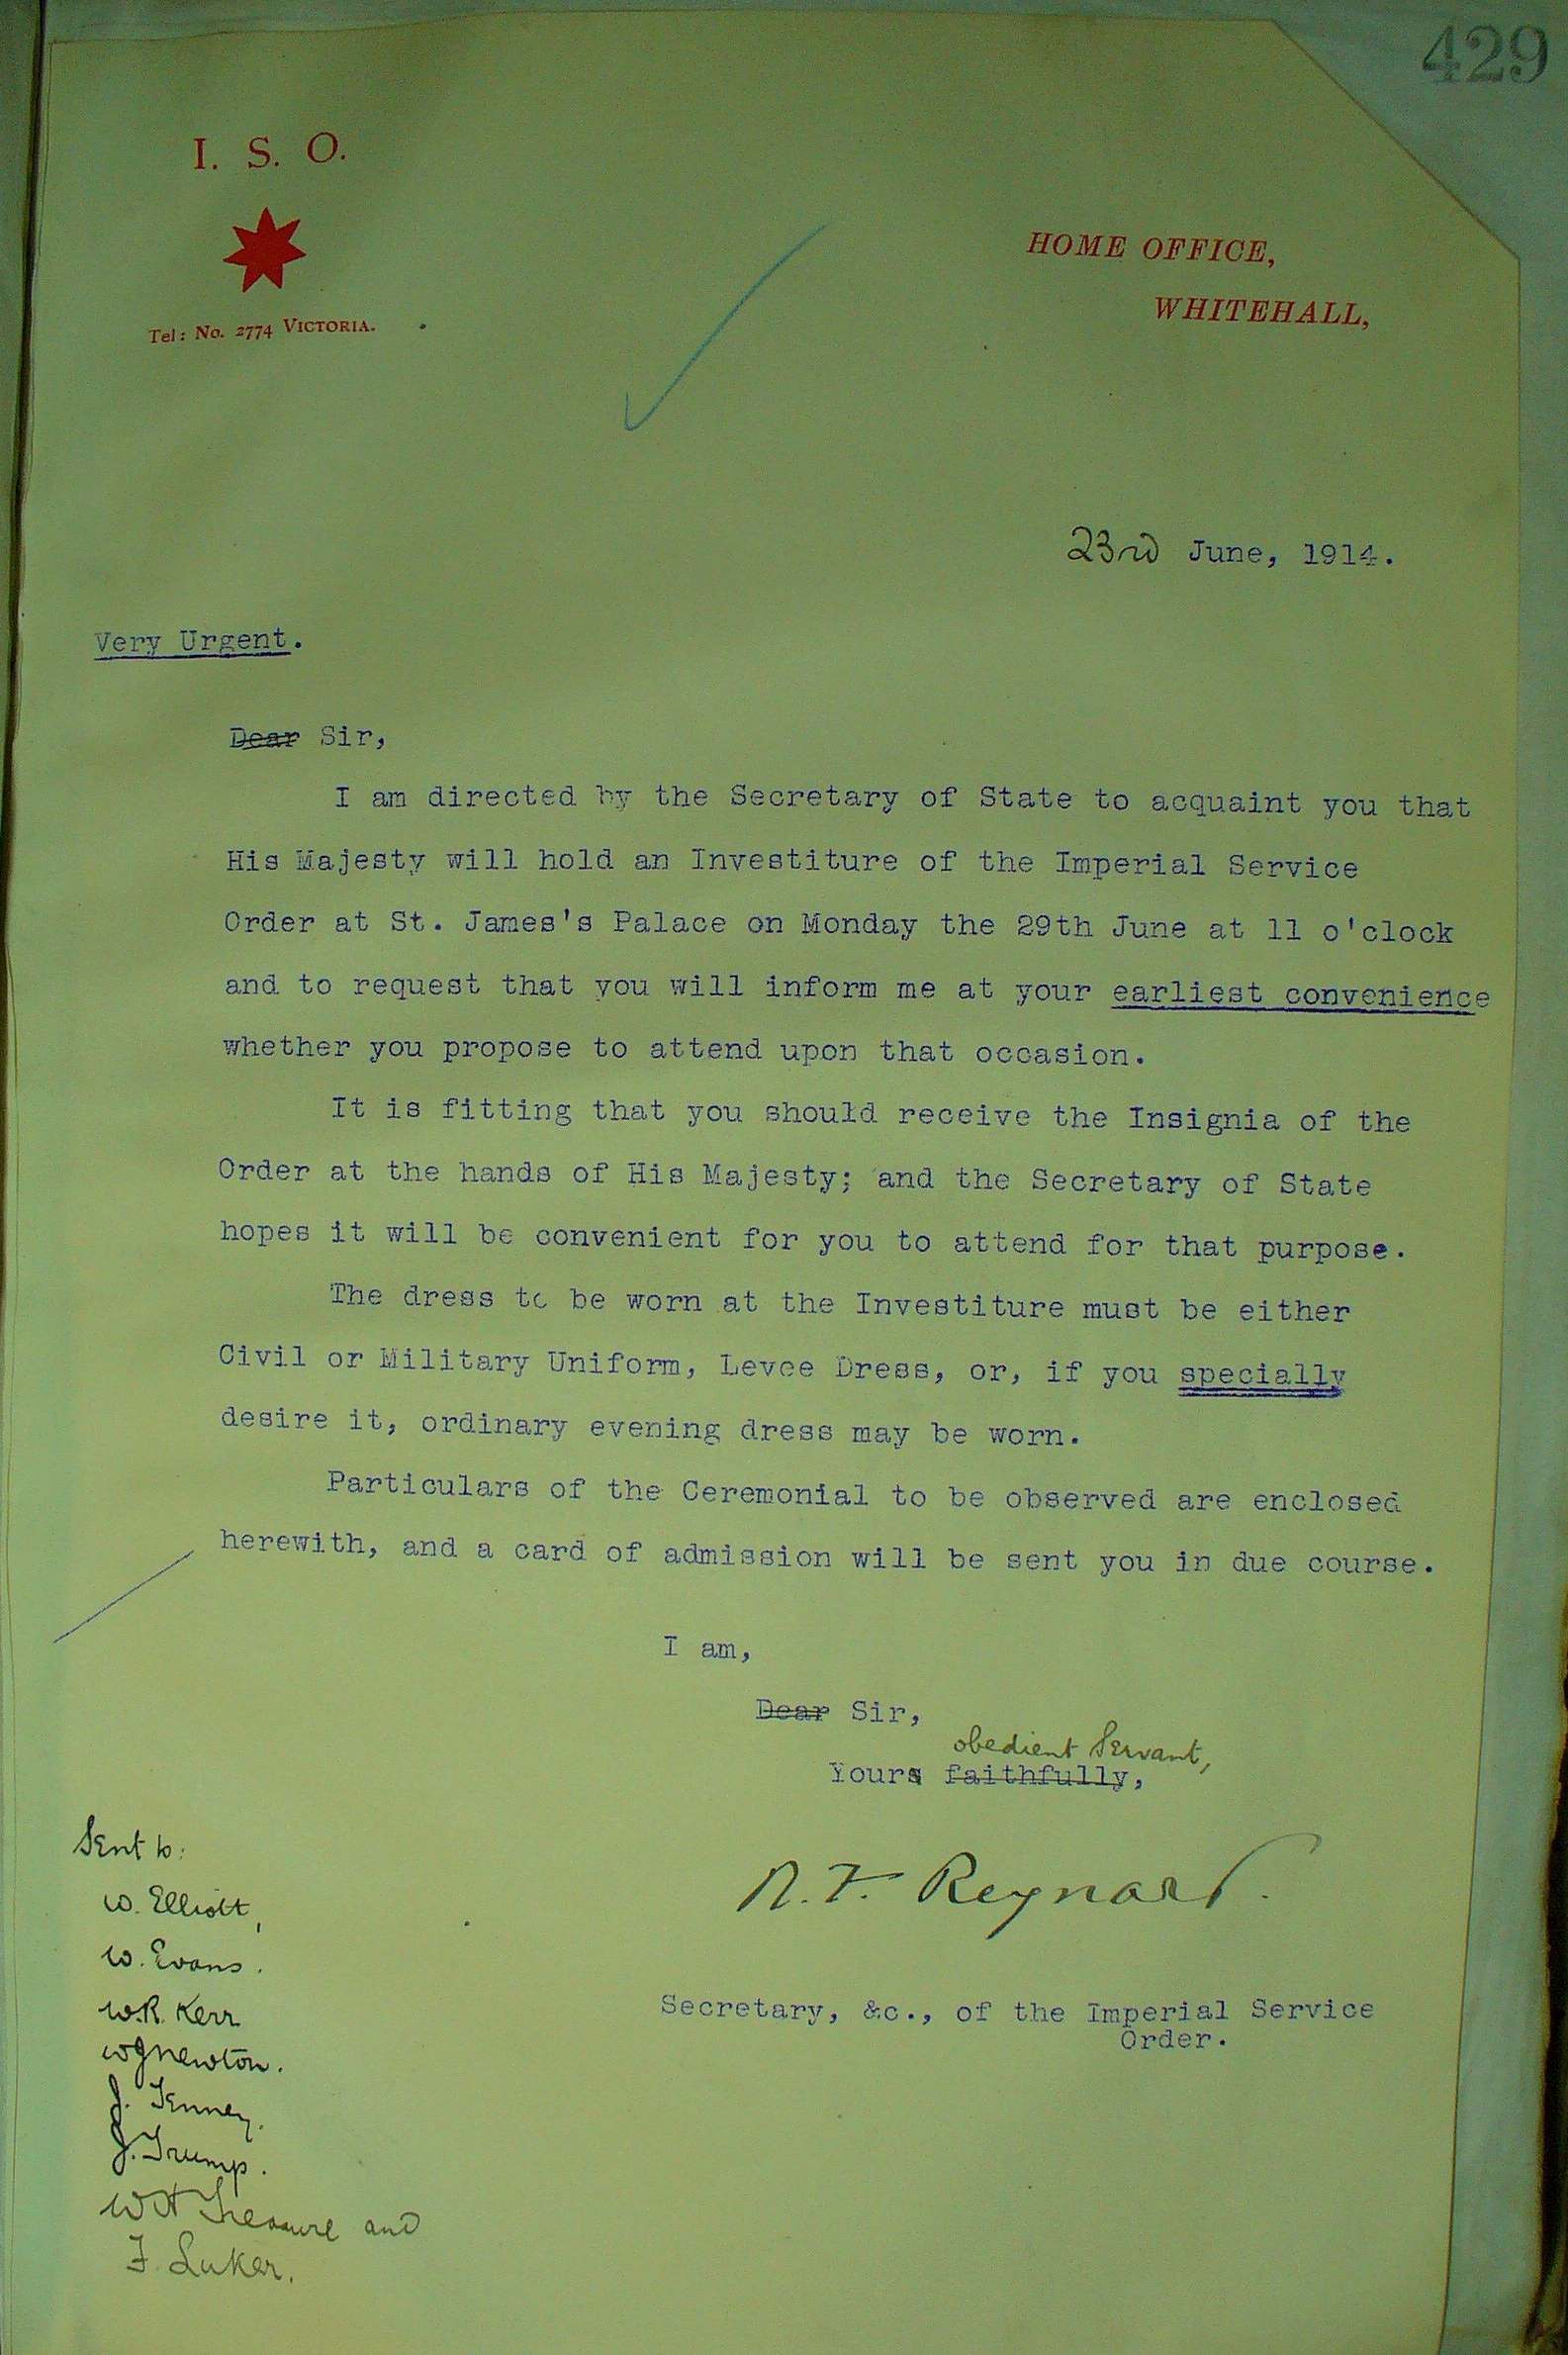 429
I. S. O.
Tel: No. 2774 VICTORIA.
HOME OFFICE,
WHITEHALL,
23rd June, 1914.
Very Urgent.
Dear Sir,
I am directed by the Secretary of State to acquaint you that
His Majesty will hold an Investiture of the Imperial Service
Order at St. James's Palace on Monday the 29th June at 11 o'clock
and to request that you will inform me at your earliest convenience
whether you propose to attend upon that occasion.
It is fitting that you should receive the Insignia of the
Order at the hands of His Majesty; and the Secretary of State
hopes it will be convenient for you to attend for that purpose.
The dress to be worn at the Investiture must be either
Civil or Military Uniform, Levee Dress, or, if you specially
desire it, ordinary evening dress may be worn.
Particulars of the Ceremonial to be observed are enclosed
herewith, and a card of admission will be sent you in due course.
I am,
Dear Sir,
obedient Servant,
Yours faithfully,
R. F. Reynard.
Secretary, &c., of the Imperial Service
Order.
Sent to:
W. Elliott,
W. Evans.
W.R. Kerr
W J Newton.
J. Tenney.
J. Trump.
W H Treasure and
F. Luker.